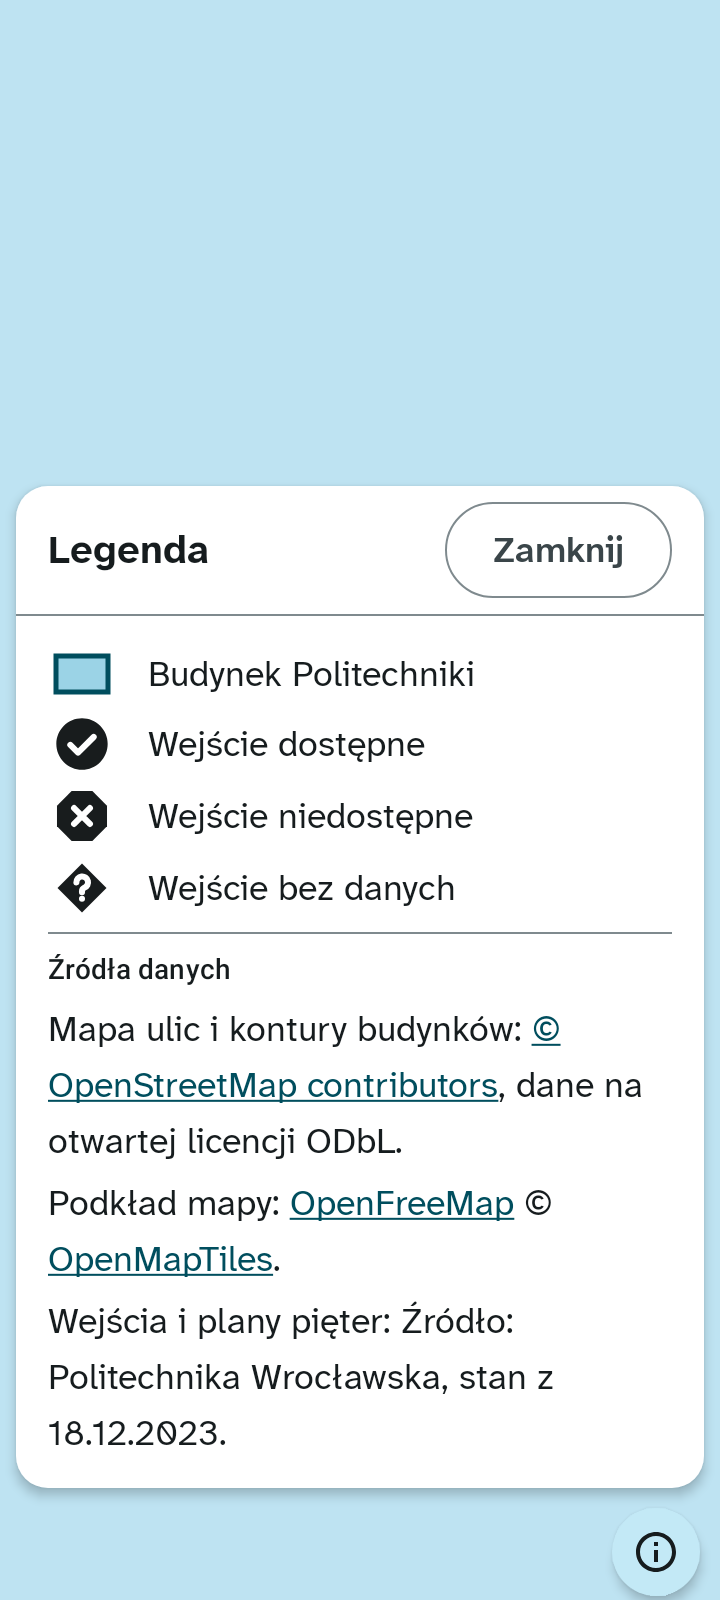 Legenda
Zamknij
Budynek Politechniki
Wejście dostępne
Wejście niedostępne
Wejście bez danych
Źródła danych
Mapa ulic i kontury budynków: ©
OpenStreetMap contributors, dane na
otwartej licencji ODbL.
Podkład mapy: OpenFreeMap ©
OpenMapTiles.
Wejścia i plany pięter: Źródło:
Politechnika Wrocławska, stan z
18.12.2023.